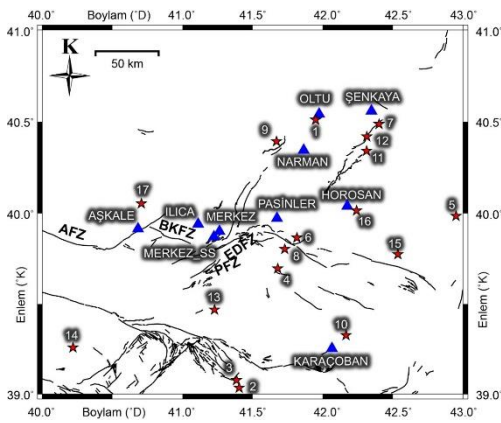 Boylam (°D)
40.0 40.5 41.0 41.5 42.0 42.5 43.0
41.0 41.0
K
50 km
OLTU ŞENKAYA
1 7
40.5 40.5
12
9 11
NARMAN
17
ILICA MERKEZ PASİNLER HOROSAN
AŞKALE 16 5
40.0 40.0
AFZ BKFZ
MERKEZ_SS EDFZ 6
PFZ 8 15
4
13
14 10
KARAÇOBAN
3
2
39.0 39.0
40.0 40.5 41.0 41.5 42.0 42.5 43.0
Boylam (°D)
Enlem (°K)
Enlem (°K)